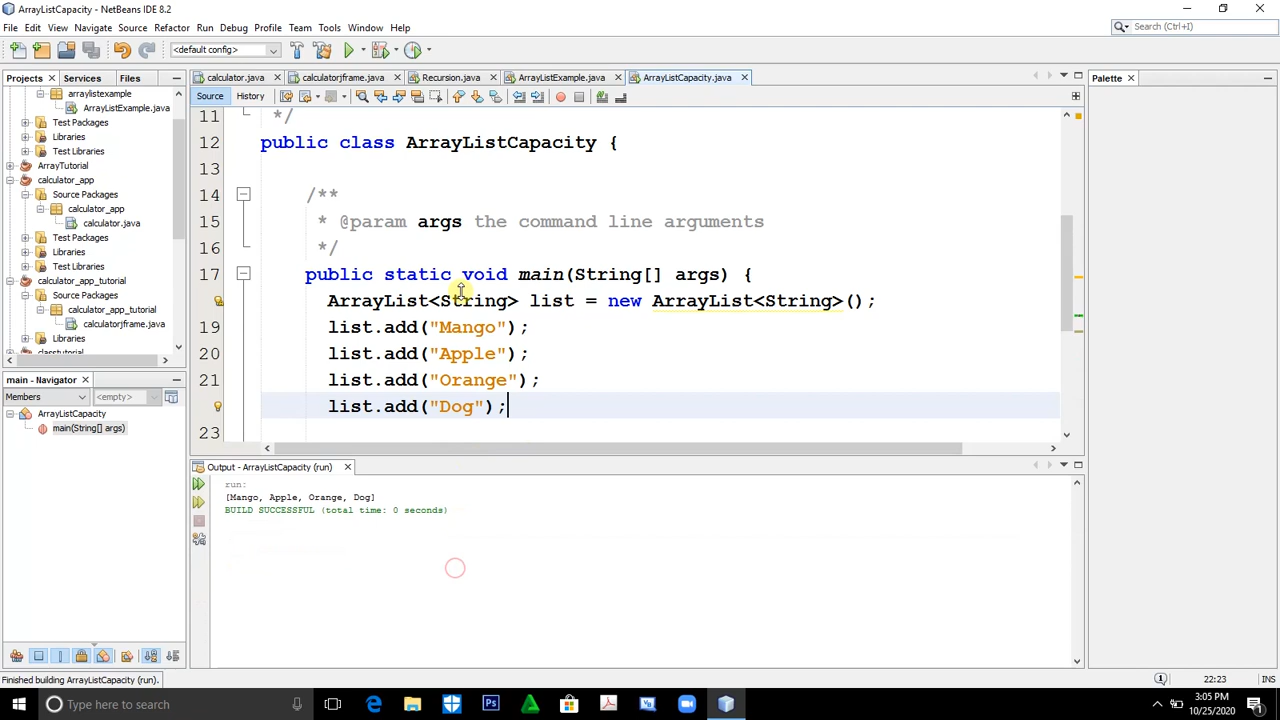 ArrayListCapacity - NetBeans IDE 8.2
File Edit View Navigate Source Refactor Run Debug Profile Team Tools Window Help
Search (Ctrl+I)
<default config>
Projects Services Files
calculator.java calculatorjframe.java Recursion.java ArrayListExample.java ArrayListCapacity.java
Palette
Source History
arraylistexample
ArrayListExample.java
Test Packages
Libraries
Test Libraries
ArrayTutorial
calculator_app
Source Packages
calculator_app
calculator.java
Test Packages
Libraries
Test Libraries
calculator_app_tutorial
Source Packages
calculator_app_tutorial
calculatorjframe.java
Libraries
classtutorial
11 */
12 public class ArrayListCapacity {
13
14 /**
15 * @param args the command line arguments
16 */
17 public static void main(String[] args) {
ArrayList<String> list = new ArrayList<String>();
19 list.add("Mango");
20 list.add("Apple");
21 list.add("Orange");
list.add("Dog");
23
main - Navigator
Members <empty>
ArrayListCapacity
main(String[] args)
Output - ArrayListCapacity (run)
run:
[Mango, Apple, Orange, Dog]
BUILD SUCCESSFUL (total time: 0 seconds)
Finished building ArrayListCapacity (run).
22:23 INS
Type here to search
Ps
3:05 PM
10/25/2020